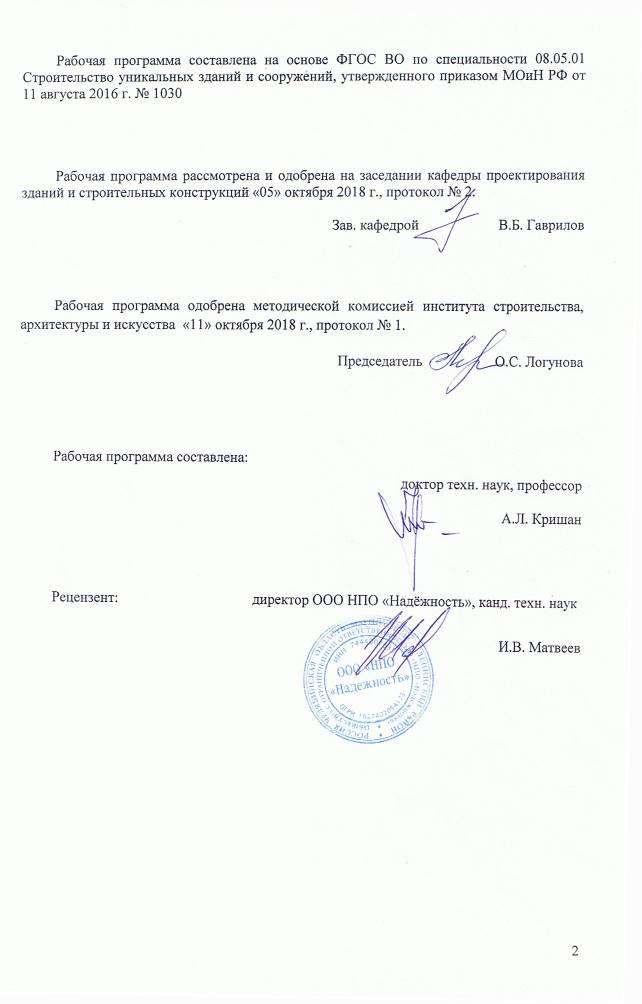 Рабочая программа составлена на основе ФГОС ВО по специальности 08.05.01
Строительство уникальных зданий и сооружений, утвержденного приказом МОиН РФ от
11 августа 2016 г. № 1030
Рабочая программа рассмотрена и одобрена на заседании кафедры проектирования
зданий и строительных конструкций «05» октября 2018 г., протокол № 2.
Зав. кафедрой В.Б. Гаврилов
Рабочая программа одобрена методической комиссией института строительства,
архитектуры и искусства «11» октября 2018 г., протокол № 1.
Председатель О.С. Логунова
Рабочая программа составлена:
доктор техн. наук, профессор
А.Л. Кришан
Рецензент: директор ООО НПО «Надёжность», канд. техн. наук
И.В. Матвеев
ООО «НПО
«Надежность»
РОССИЯ ЧЕЛЯБИНСКАЯ ОБЛАСТЬ
2